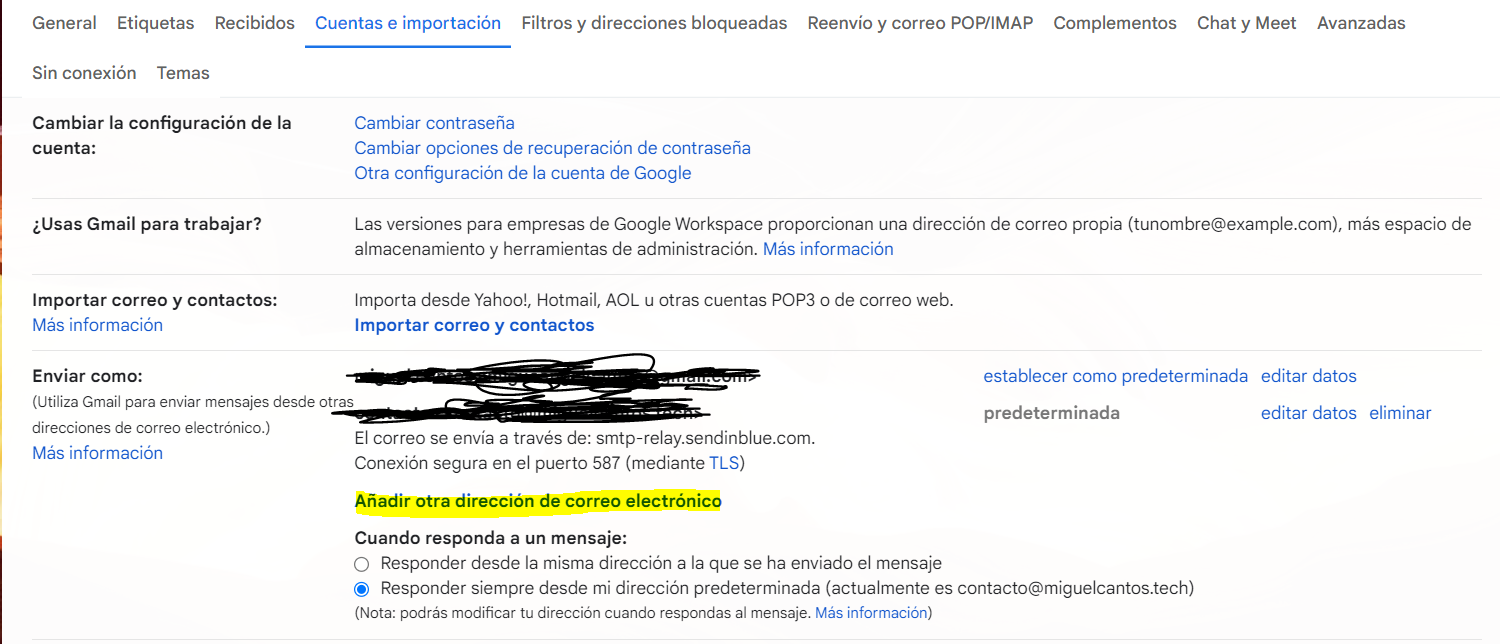 General Etiquetas Recibidos Cuentas e importación Filtros y direcciones bloqueadas Reenvío y correo POP/IMAP Complementos Chat y Meet Avanzadas
Sin conexión Temas
Cambiar la configuración de la cuenta:
Cambiar contraseña
Cambiar opciones de recuperación de contraseña
Otra configuración de la cuenta de Google
¿Usas Gmail para trabajar?
Las versiones para empresas de Google Workspace proporcionan una dirección de correo propia (tunombre@example.com), más espacio de
almacenamiento y herramientas de administración. Más información
Importar correo y contactos:
Más información
Importa desde Yahoo!, Hotmail, AOL u otras cuentas POP3 o de correo web.
Importar correo y contactos
Enviar como:
(Utiliza Gmail para enviar mensajes desde otras
direcciones de correo electrónico.)
Más información
establecer como predeterminada editar datos
predeterminada editar datos eliminar
El correo se envía a través de: smtp-relay.sendinblue.com.
Conexión segura en el puerto 587 (mediante TLS)
Añadir otra dirección de correo electrónico
Cuando responda a un mensaje:
Responder desde la misma dirección a la que se ha enviado el mensaje
Responder siempre desde mi dirección predeterminada (actualmente es contacto@miguelcantos.tech)
(Nota: podrás modificar tu dirección cuando respondas al mensaje. Más información)